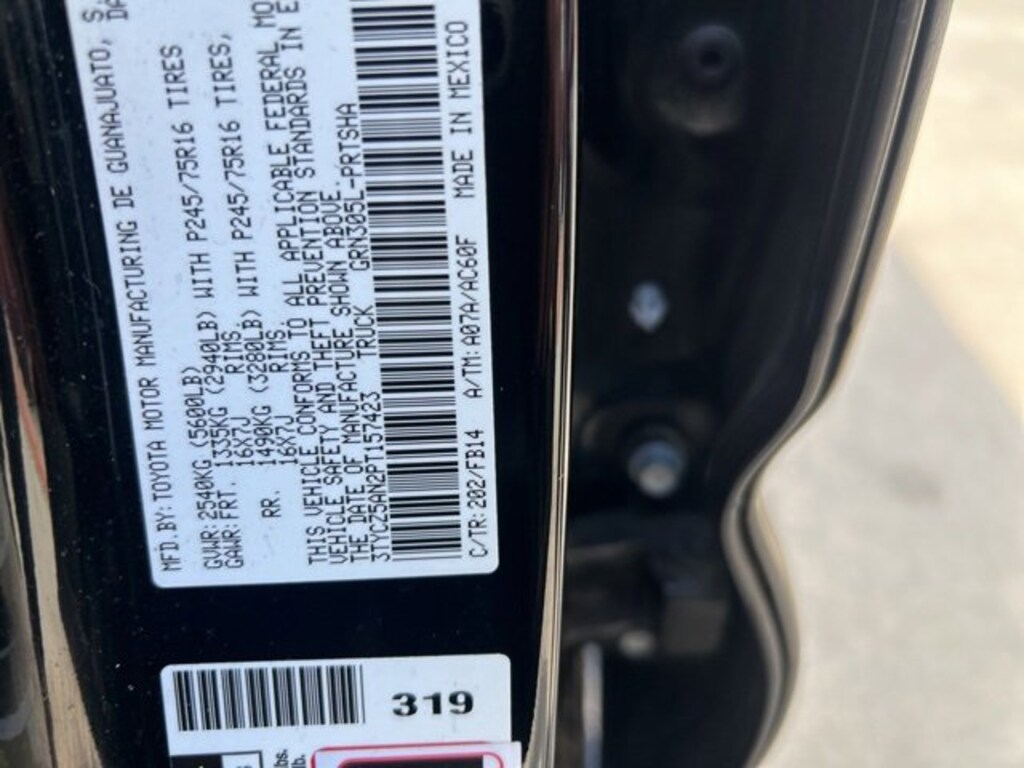 MFD.BY:TOYOTA MOTOR MANUFACTURING DE GUANAJUATO, S.
DA
GVWR:2540KG (5600LB)
GAWR:FRT. 1335KG (2940LB) WITH P245/75R16 TIRES
16X7J RIMS,
RR. 1490KG (3280LB) WITH P245/75R16 TIRES,
16X7J RIMS.
THIS VEHICLE CONFORMS TO ALL APPLICABLE FEDERAL MO
VEHICLE SAFETY AND THEFT PREVENTION STANDARDS IN E
THE DATE OF MANUFACTURE SHOWN ABOVE.
3TYCZ5AN2PT157423 TRUCK GRN305L-PRTSHA
C/TR:202/FB14 A/TM:A07A/AC60F MADE IN MEXICO
319
bs.
lb.